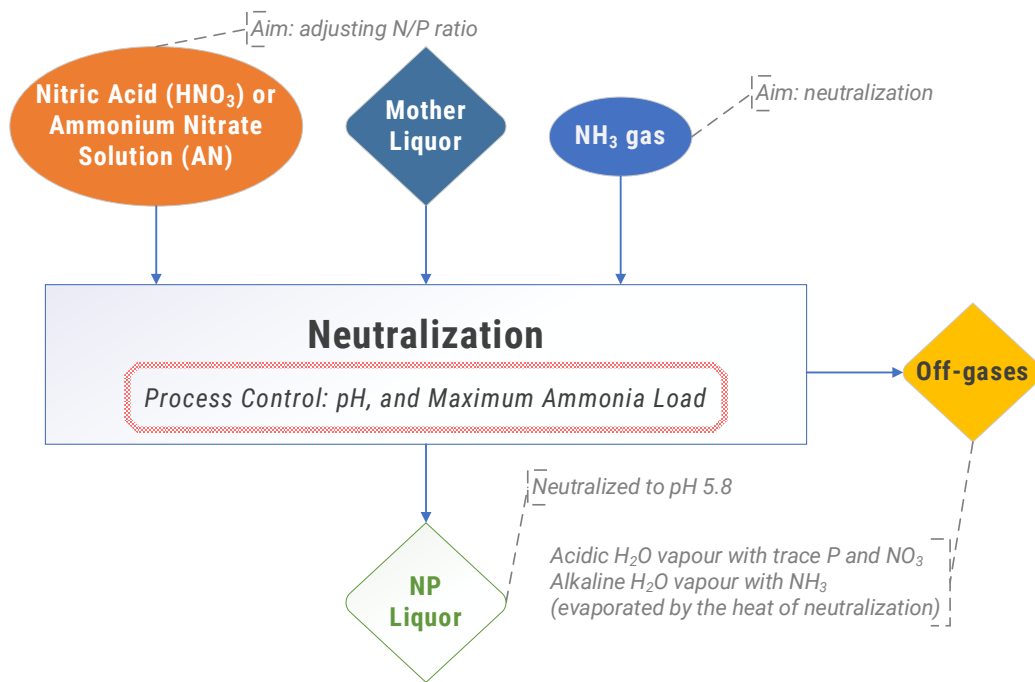 Aim: adjusting N/P ratio
Nitric Acid (HNO₃) or
Ammonium Nitrate
Solution (AN)
Mother
Liquor
NH₃ gas
Aim: neutralization
Neutralization
Process Control: pH, and Maximum Ammonia Load
Off-gases
Neutralized to pH 5.8
NP
Liquor
Acidic H₂O vapour with trace P and NO₃
Alkaline H₂O vapour with NH₃
(evaporated by the heat of neutralization)